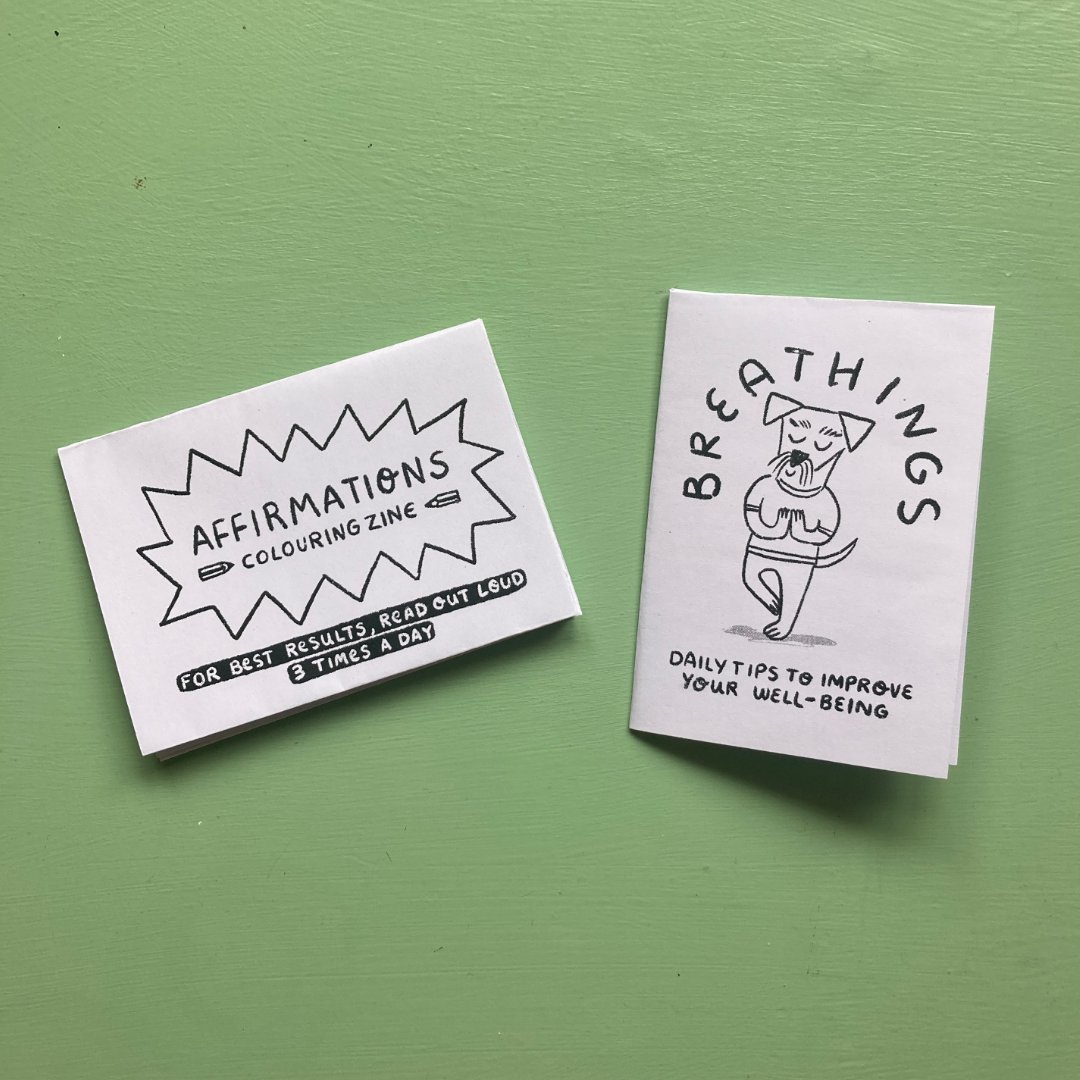 AFFIRMATIONS
COLOURING ZINE
FOR BEST RESULTS, READ OUT LOUD
3 TIMES A DAY
BREATHINGS
DAILY TIPS TO IMPROVE
YOUR WELL-BEING